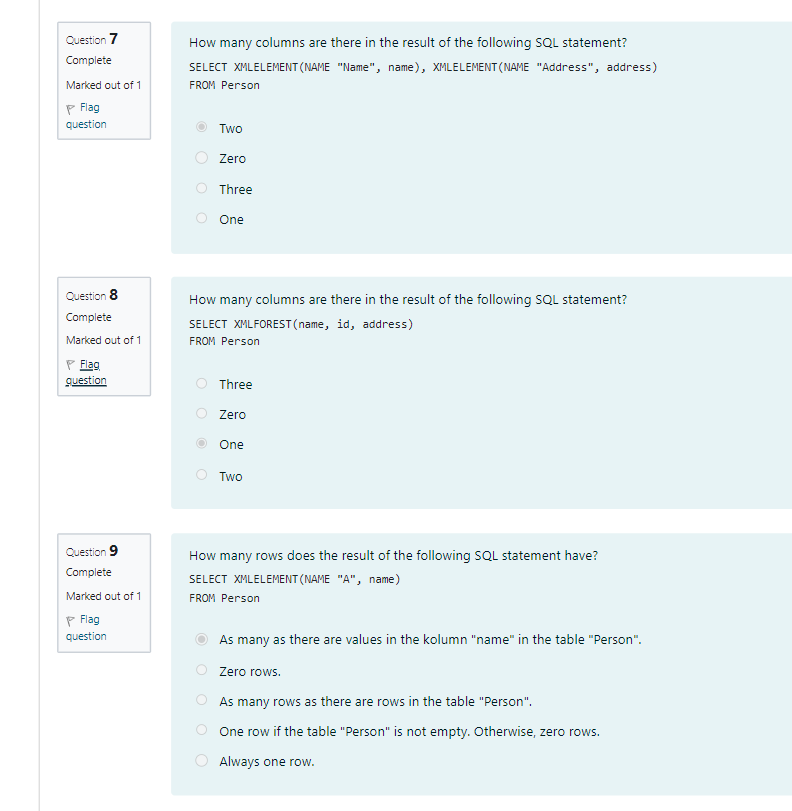 Question 7
Complete
Marked out of 1
Flag
question
How many columns are there in the result of the following SQL statement?
SELECT XMLELEMENT(NAME "Name", name), XMLELEMENT(NAME "Address", address)
FROM Person
Two
Zero
Three
One
Question 8
Complete
Marked out of 1
Flag
question
How many columns are there in the result of the following SQL statement?
SELECT XMLFOREST(name, id, address)
FROM Person
Three
Zero
One
Two
Question 9
Complete
Marked out of 1
Flag
question
How many rows does the result of the following SQL statement have?
SELECT XMLELEMENT(NAME "A", name)
FROM Person
As many as there are values in the kolumn "name" in the table "Person".
Zero rows.
As many rows as there are rows in the table "Person".
One row if the table "Person" is not empty. Otherwise, zero rows.
Always one row.